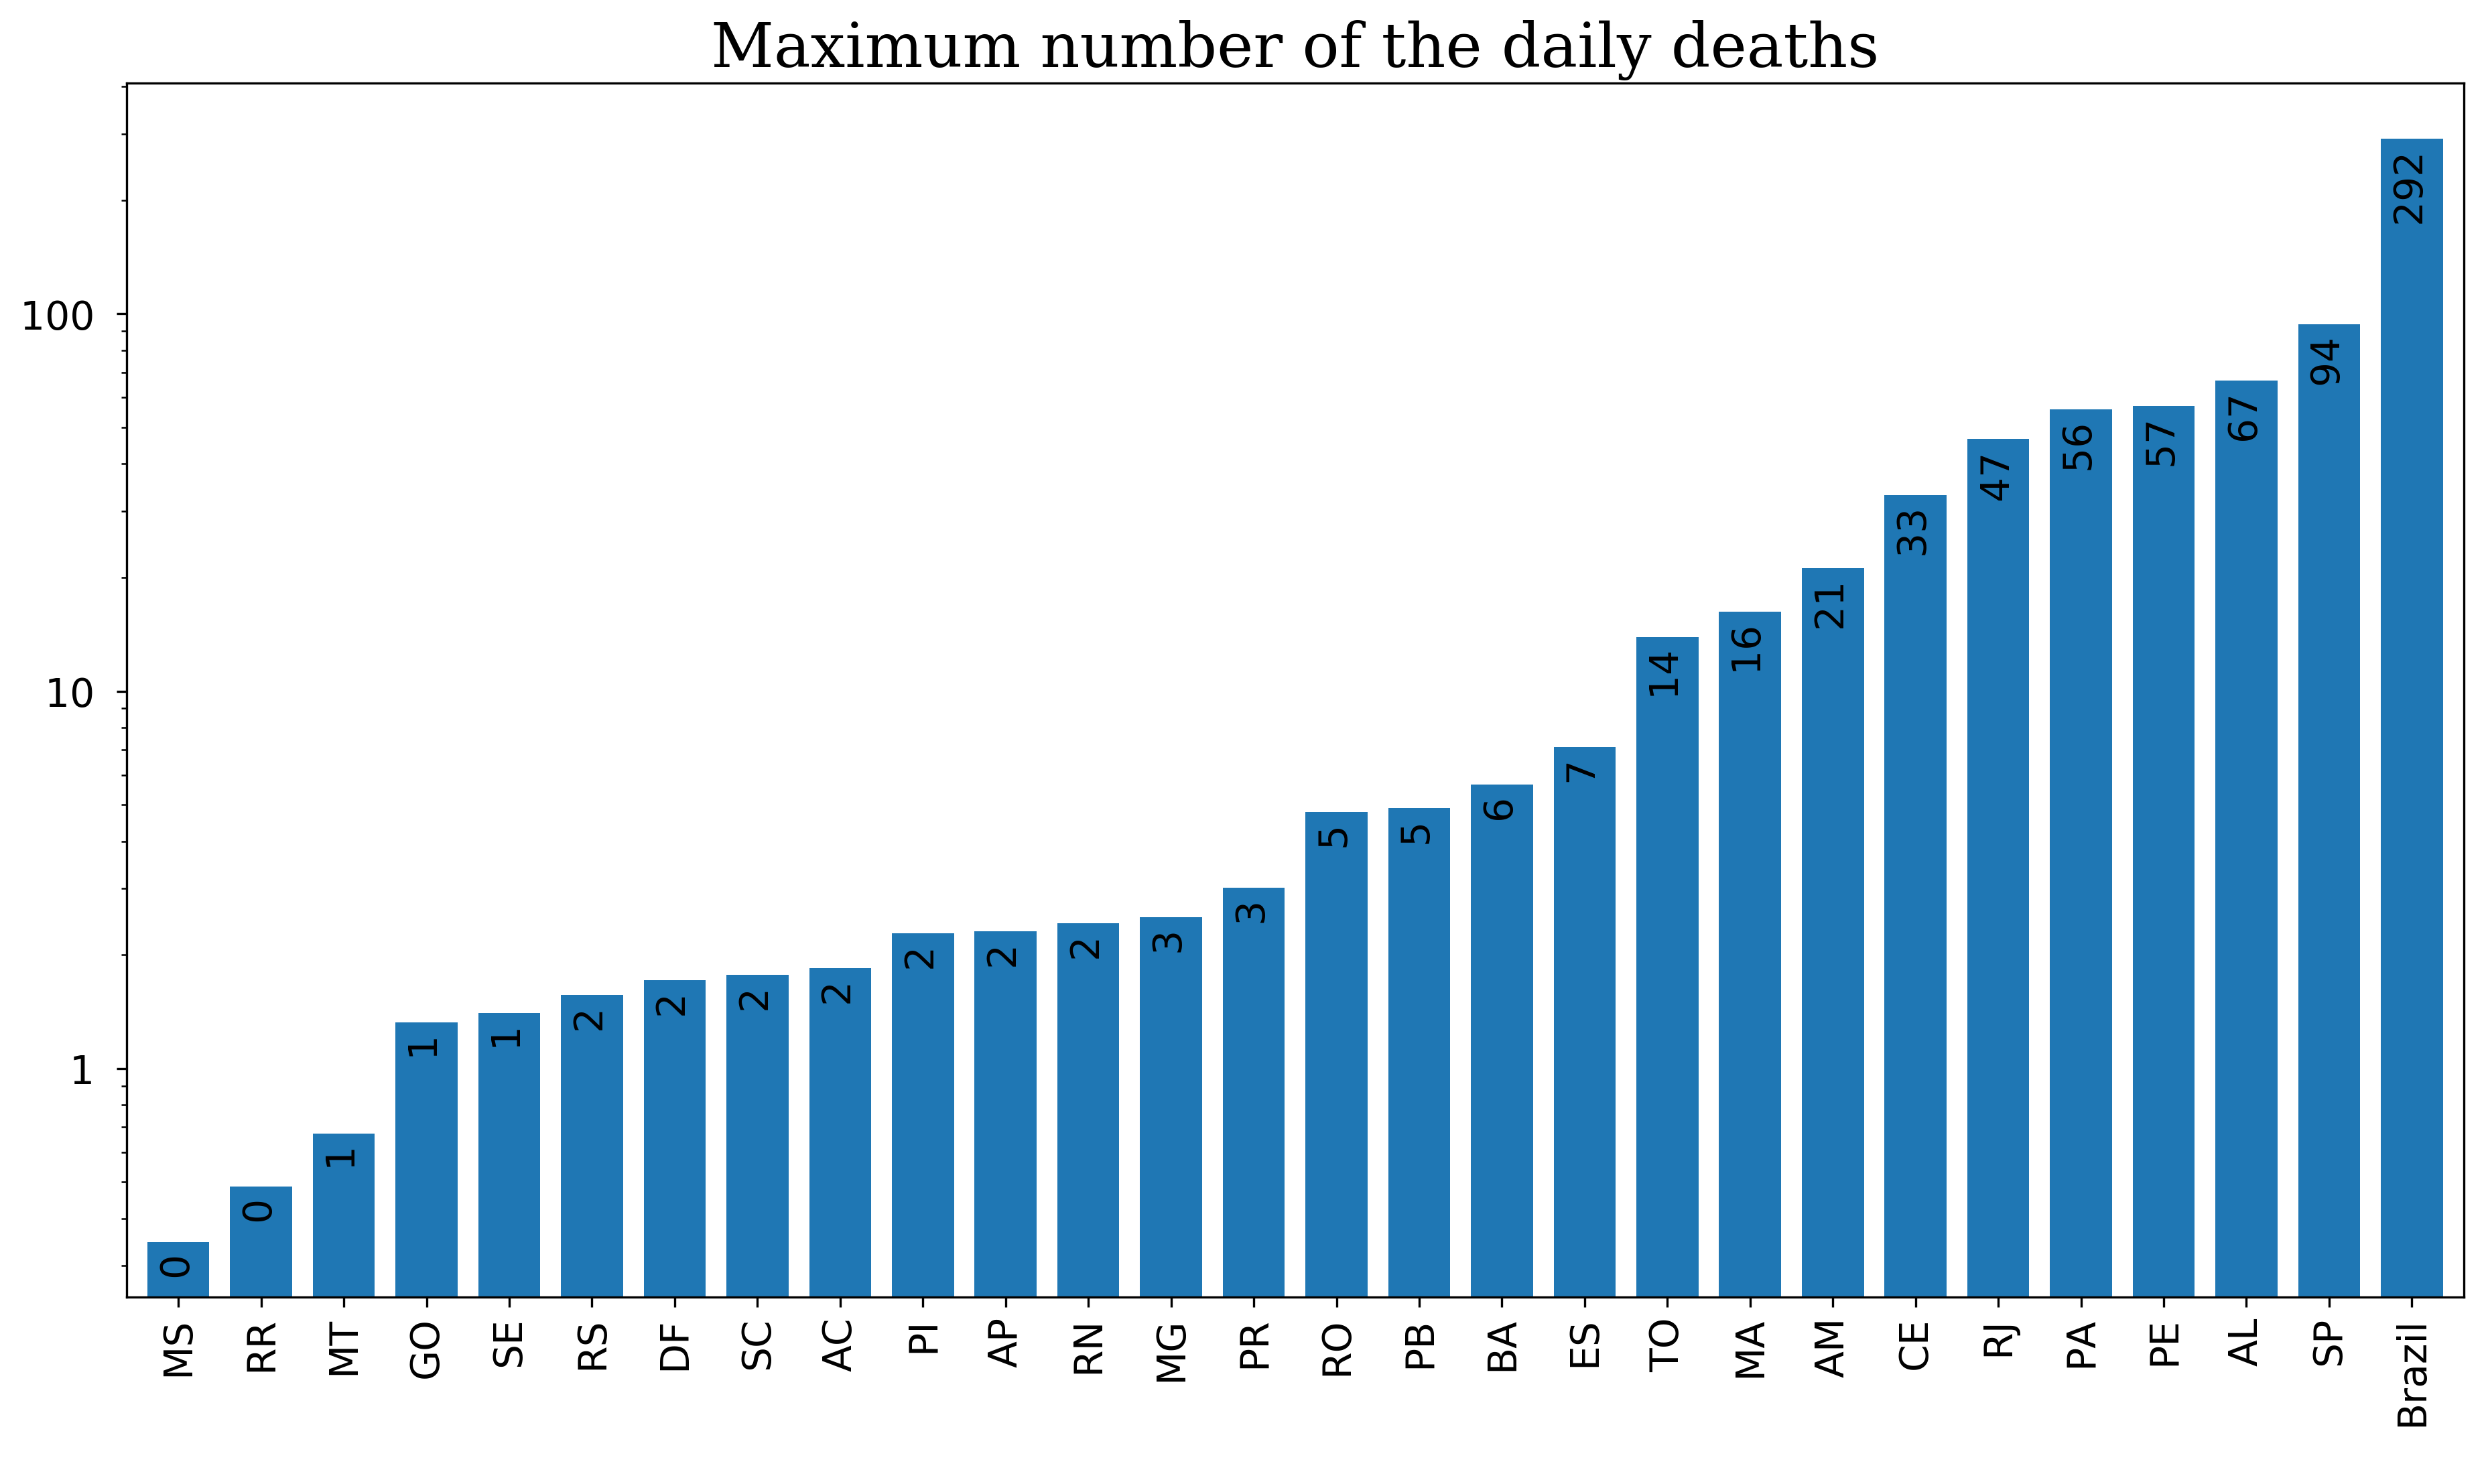 Maximum number of the daily deaths
100
10
1
0
0
1
1
1
2
2
2
2
2
2
2
3
3
5
5
6
7
14
16
21
33
47
56
57
67
94
292
MS
RR
MT
GO
SE
RS
DF
SC
AC
PI
AP
RN
MG
PR
RO
PB
BA
ES
TO
MA
AM
CE
RJ
PA
PE
AL
SP
Brazil